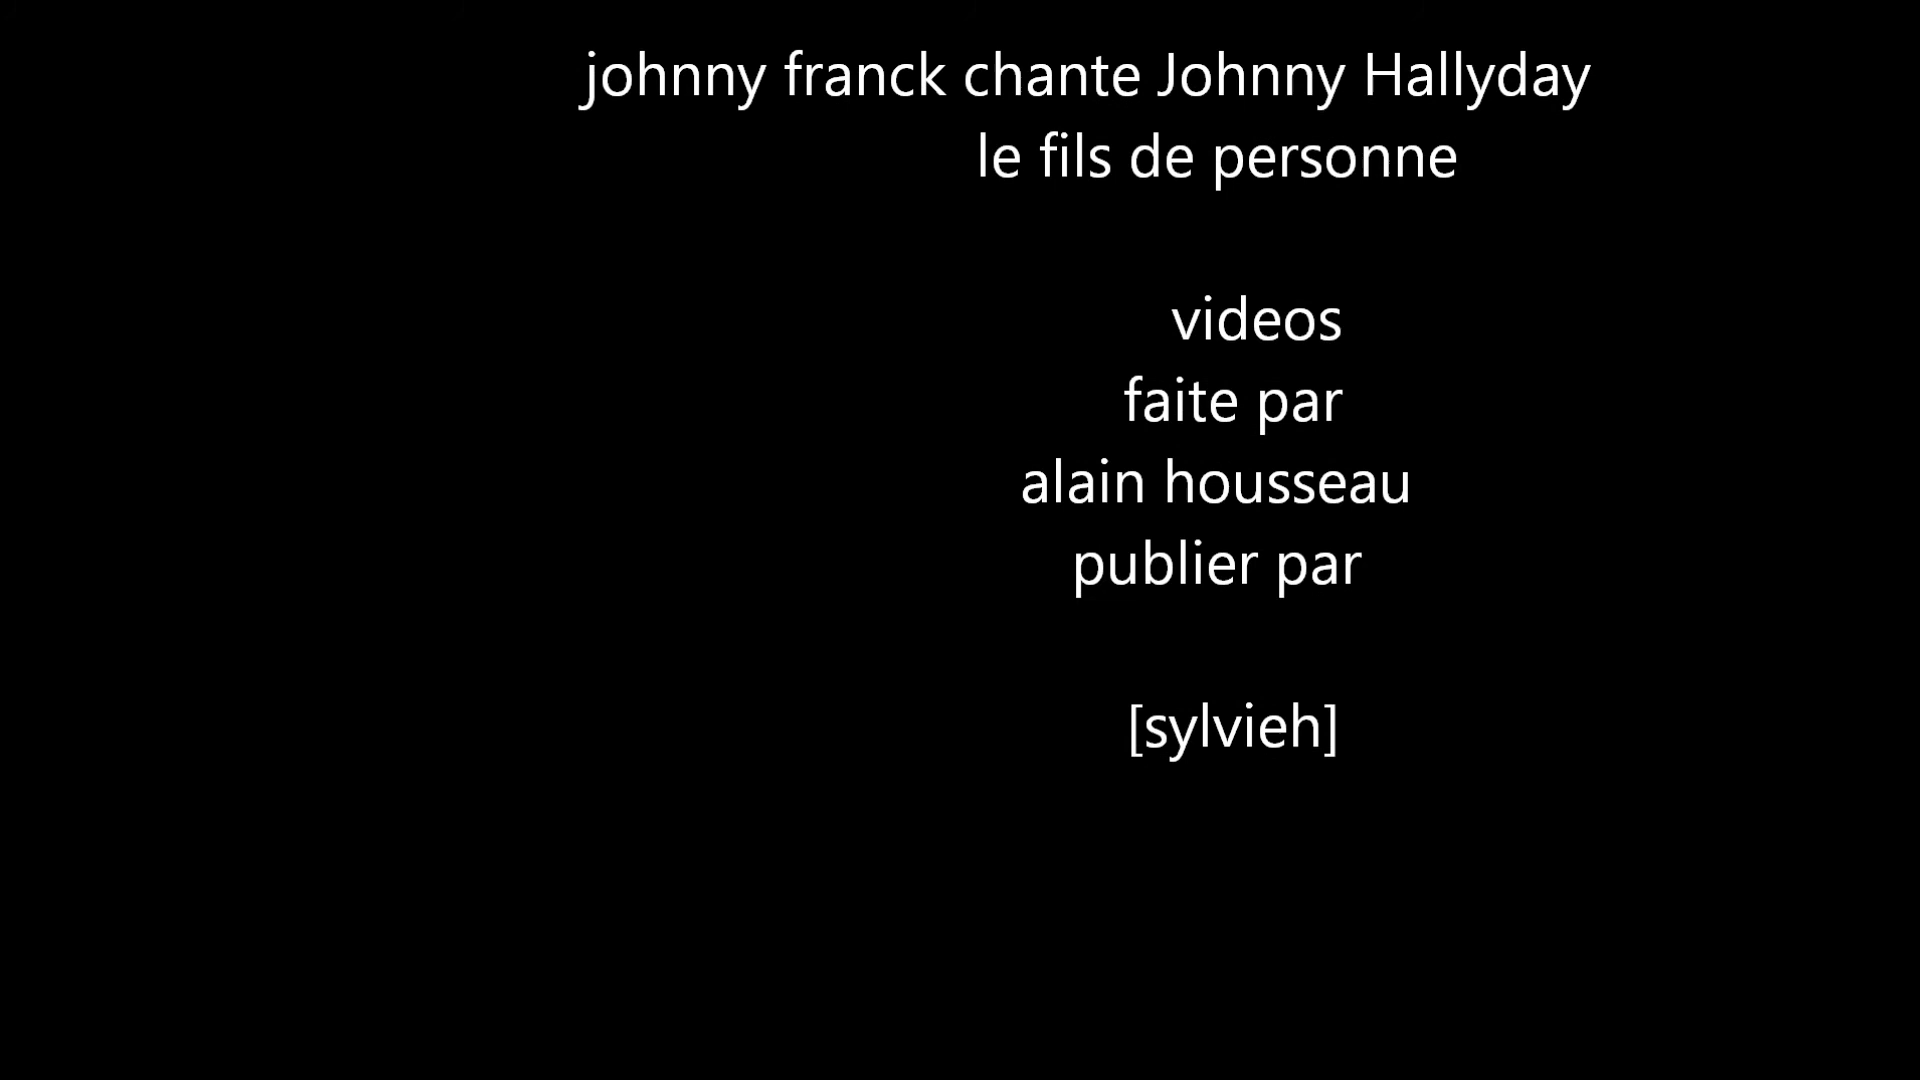 johnny franck chante Johnny Hallyday
le fils de personne
videos
faite par
alain housseau
publier par
[sylvieh]